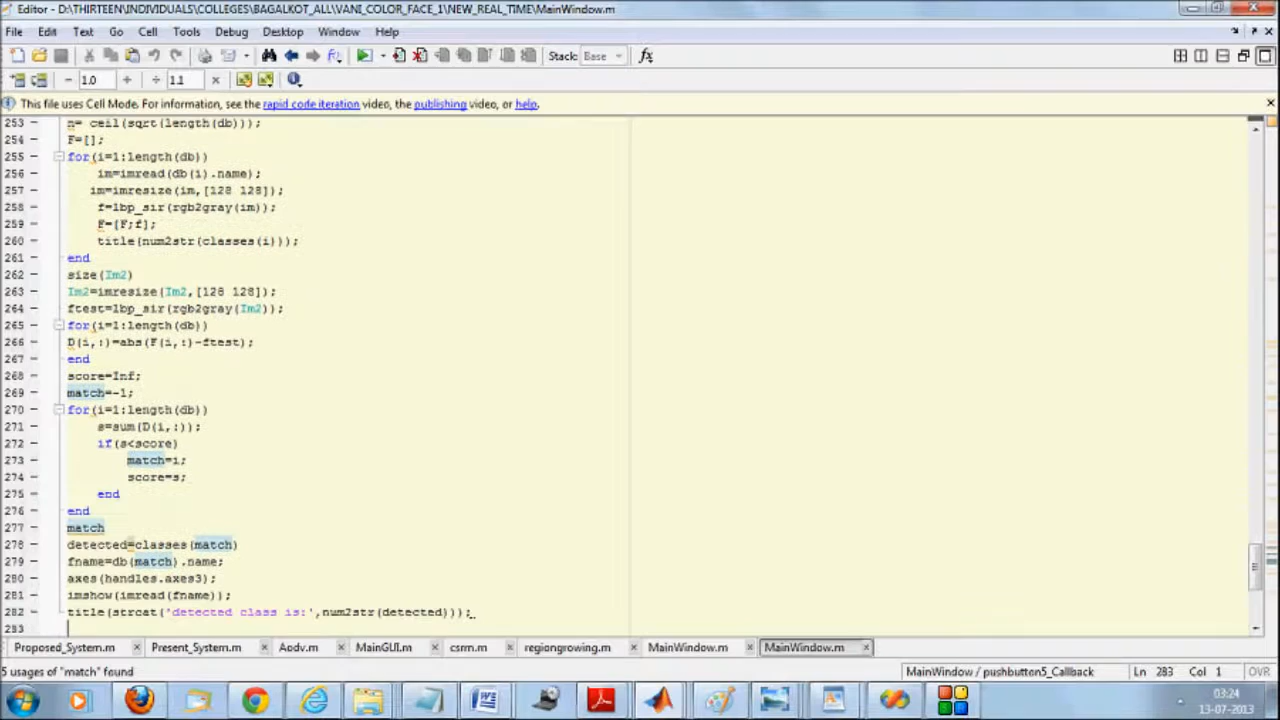 Editor - D:\THIRTEEN\INDIVIDUALS\COLLEGES\BAGALKOT_ALL\VANI_COLOR_FACE_1\NEW_REAL_TIME\MainWindow.m
File Edit Text Go Cell Tools Debug Desktop Window Help
Stack: Base fx
- 1.0 + ÷ 1.1 ×
This file uses Cell Mode. For information, see the rapid code iteration video, the publishing video, or help.
253 - n= ceil(sqrt(length(db)));
254 - F=[];
255 - for(i=1:length(db))
256 - im=imread(db(i).name);
257 - im=imresize(im,[128 128]);
258 - f=lbp_sir(rgb2gray(im));
259 - F=[F;f];
260 - title(num2str(classes(i)));
261 - end
262 - size(Im2)
263 - Im2=imresize(Im2,[128 128]);
264 - ftest=lbp_sir(rgb2gray(Im2));
265 - for(i=1:length(db))
266 - D(i,:)=abs(F(i,:)-ftest);
267 - end
268 - score=Inf;
269 - match=-1;
270 - for(i=1:length(db))
271 - s=sum(D(i,:));
272 - if(s<score)
273 - match=i;
274 - score=s;
275 - end
276 - end
277 - match
278 - detected=classes(match)
279 - fname=db(match).name;
280 - axes(handles.axes3);
281 - imshow(imread(fname));
282 - title(strcat('detected class is:',num2str(detected)));
283
Proposed_System.m × Present_System.m × Aodv.m × MainGUI.m × csrm.m × regiongrowing.m × MainWindow.m × MainWindow.m ×
5 usages of "match" found MainWindow / pushbutton5_Callback Ln 283 Col 1 OVR
03:24
13-07-2013